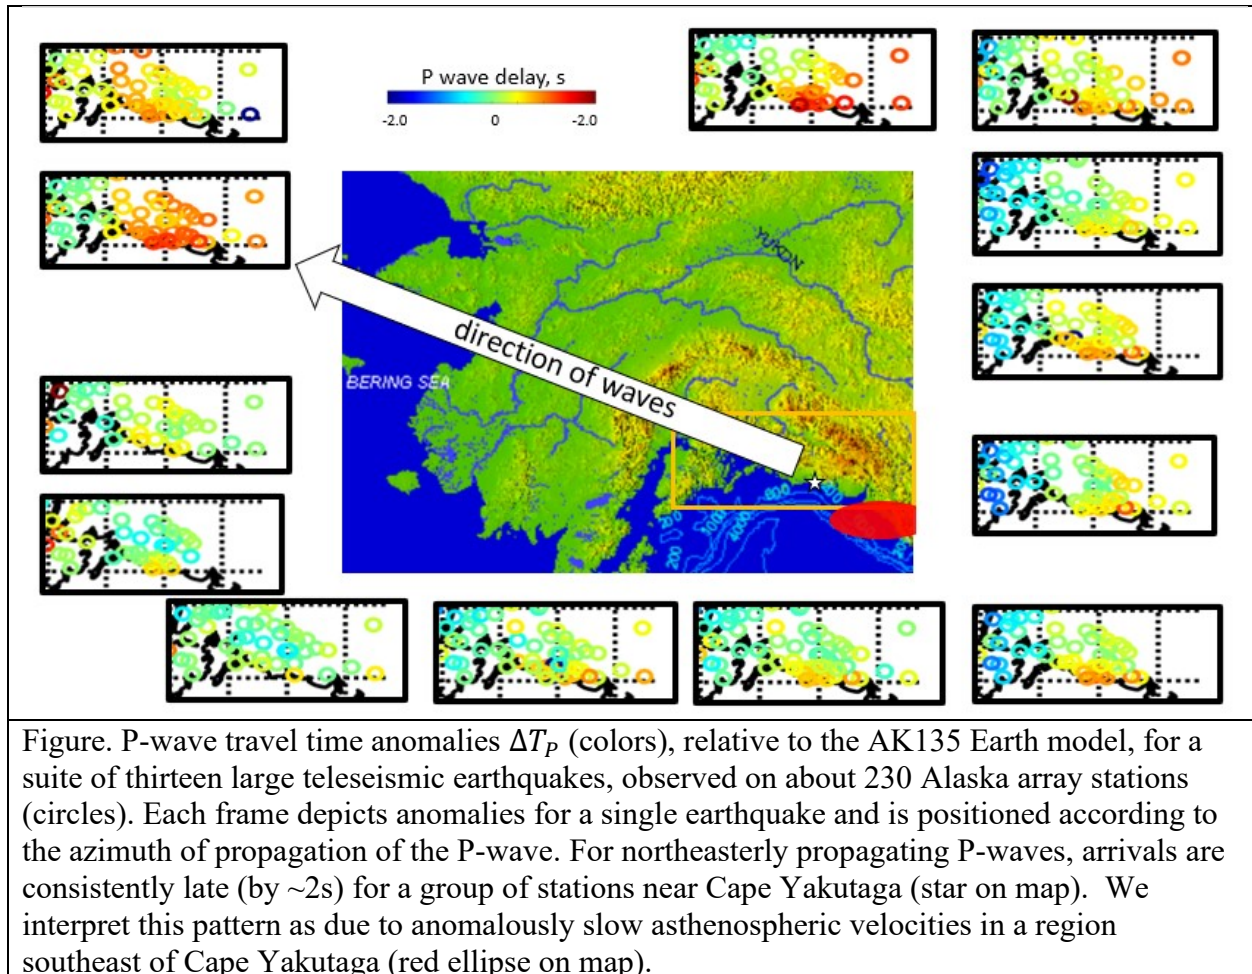 P wave delay, s
-2.0 0 -2.0
YUKON
direction of waves
BERING SEA
Figure. P-wave travel time anomalies Δ𝑇𝑃 (colors), relative to the AK135 Earth model, for a
suite of thirteen large teleseismic earthquakes, observed on about 230 Alaska array stations
(circles). Each frame depicts anomalies for a single earthquake and is positioned according to
the azimuth of propagation of the P-wave. For northeasterly propagating P-waves, arrivals are
consistently late (by ~2s) for a group of stations near Cape Yakutaga (star on map). We
interpret this pattern as due to anomalously slow asthenospheric velocities in a region
southeast of Cape Yakutaga (red ellipse on map).